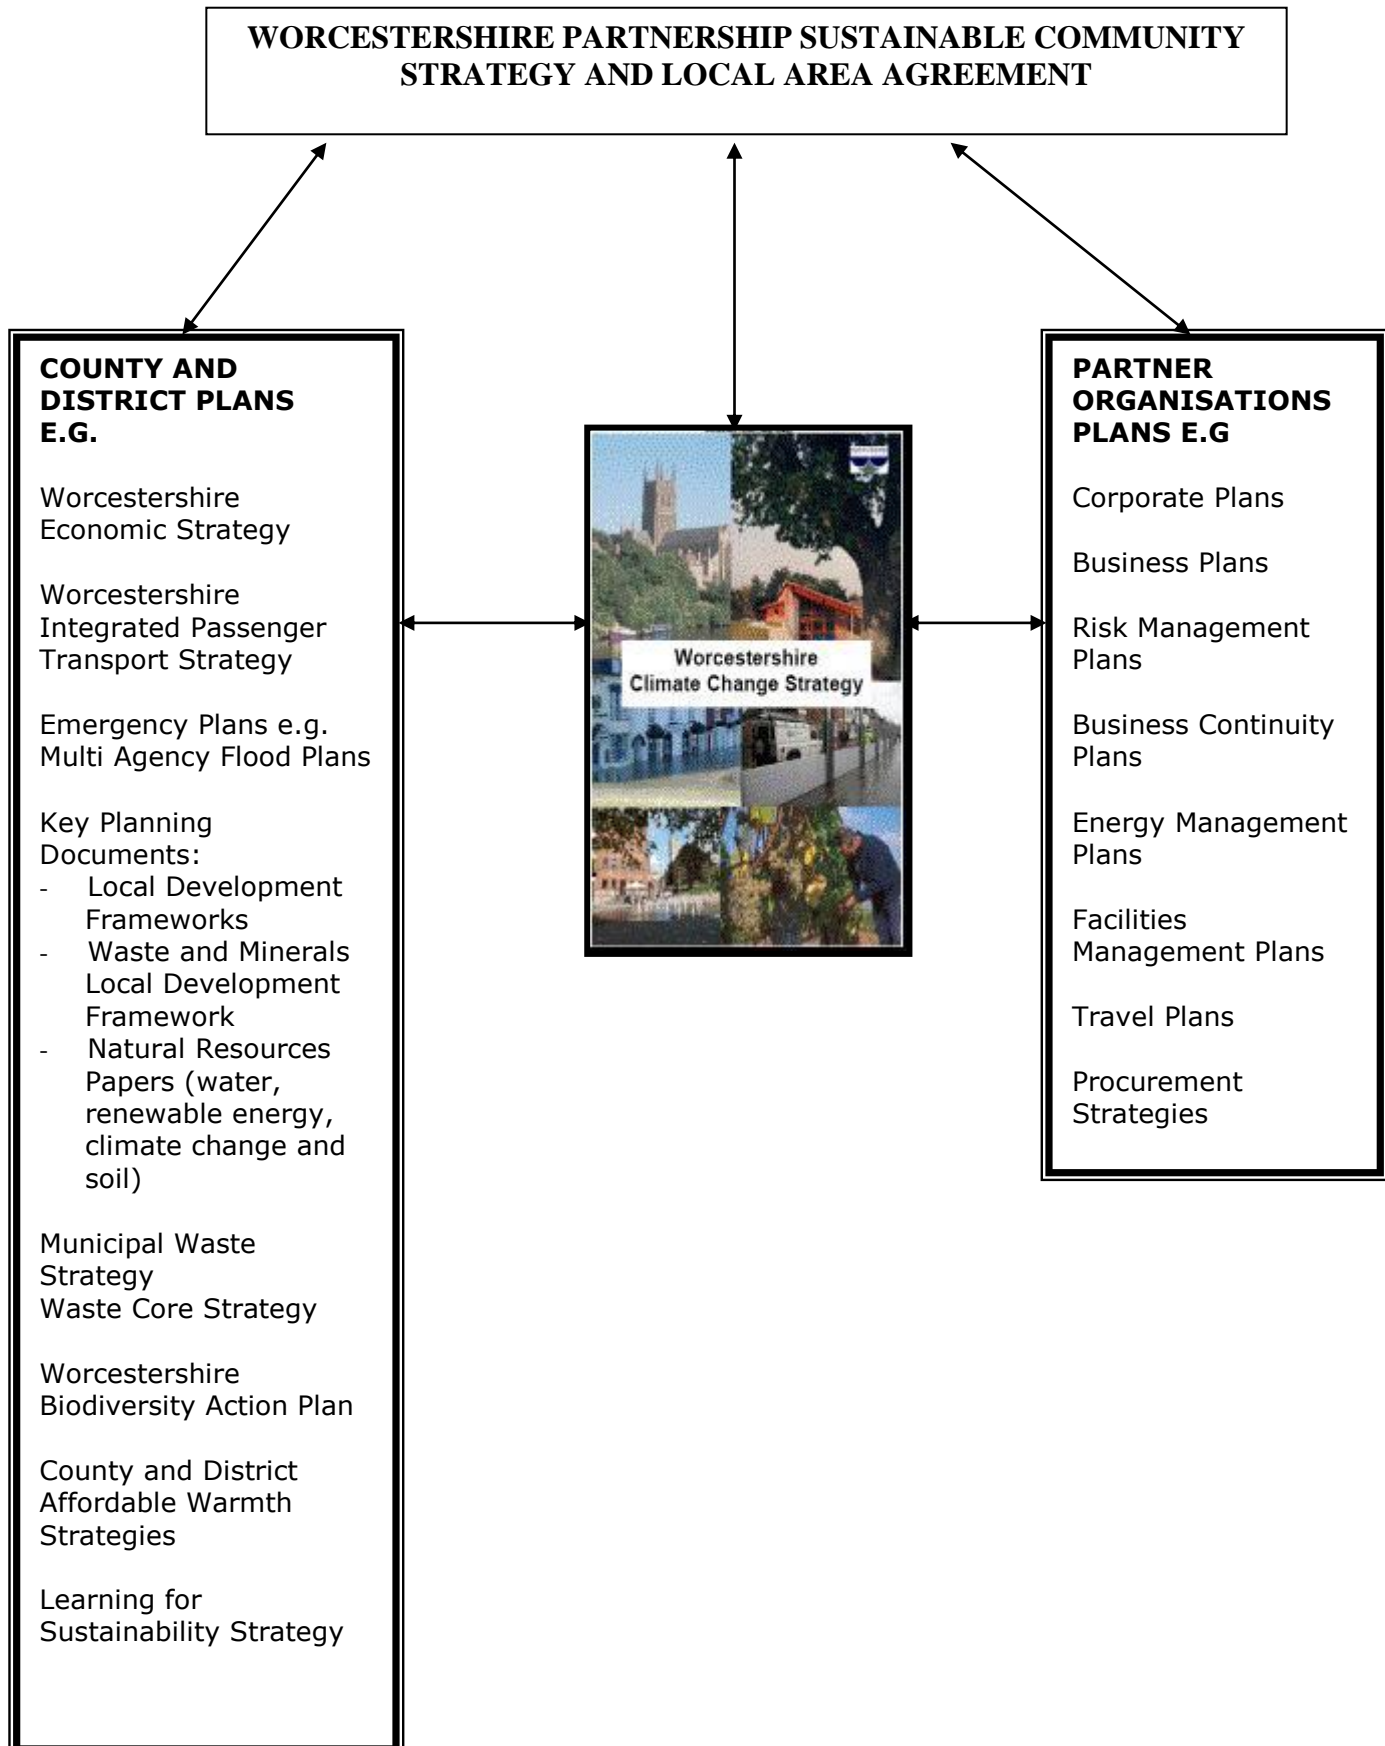 WORCESTERSHIRE PARTNERSHIP SUSTAINABLE COMMUNITY
STRATEGY AND LOCAL AREA AGREEMENT
COUNTY AND
DISTRICT PLANS
E.G.
Worcestershire
Economic Strategy
Worcestershire
Integrated Passenger
Transport Strategy
Emergency Plans e.g.
Multi Agency Flood Plans
Key Planning
Documents:
- Local Development
Frameworks
- Waste and Minerals
Local Development
Framework
- Natural Resources
Papers (water,
renewable energy,
climate change and
soil)
Municipal Waste
Strategy
Waste Core Strategy
Worcestershire
Biodiversity Action Plan
County and District
Affordable Warmth
Strategies
Learning for
Sustainability Strategy
Worcestershire
Climate Change Strategy
PARTNER
ORGANISATIONS
PLANS E.G
Corporate Plans
Business Plans
Risk Management
Plans
Business Continuity
Plans
Energy Management
Plans
Facilities
Management Plans
Travel Plans
Procurement
Strategies